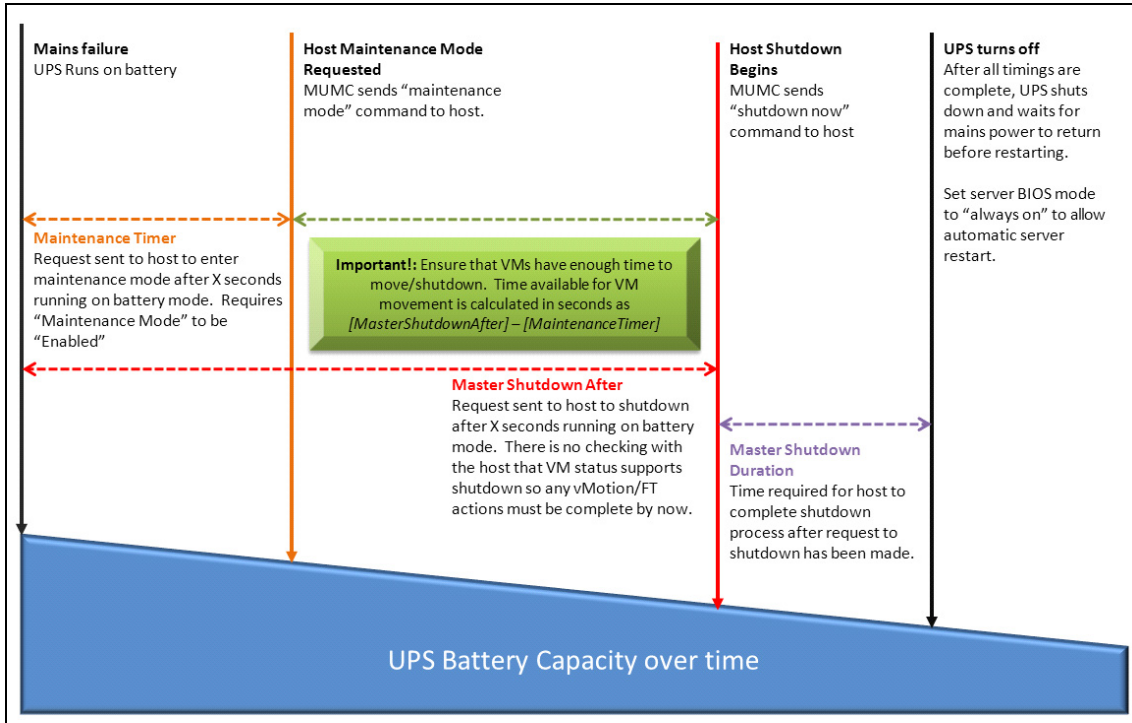 Mains failure
UPS Runs on battery
Host Maintenance Mode
Requested
MUMC sends “maintenance
mode” command to host.
Host Shutdown
Begins
MUMC sends
“shutdown now”
command to host
UPS turns off
After all timings are
complete, UPS shuts
down and waits for
mains power to return
before restarting.
Set server BIOS mode
to “always on” to allow
automatic server
restart.
Maintenance Timer
Request sent to host to enter
maintenance mode after X seconds
running on battery mode.  Requires
“Maintenance Mode” to be
“Enabled”
Important!: Ensure that VMs have enough time to
move/shutdown.  Time available for VM
movement is calculated in seconds as
[MasterShutdownAfter] – [MaintenanceTimer]
Master Shutdown After
Request sent to host to shutdown
after X seconds running on battery
mode.  There is no checking with
the host that VM status supports
shutdown so any vMotion/FT
actions must be complete by now.
Master Shutdown
Duration
Time required for host to
complete shutdown
process after request to
shutdown has been made.
UPS Battery Capacity over time